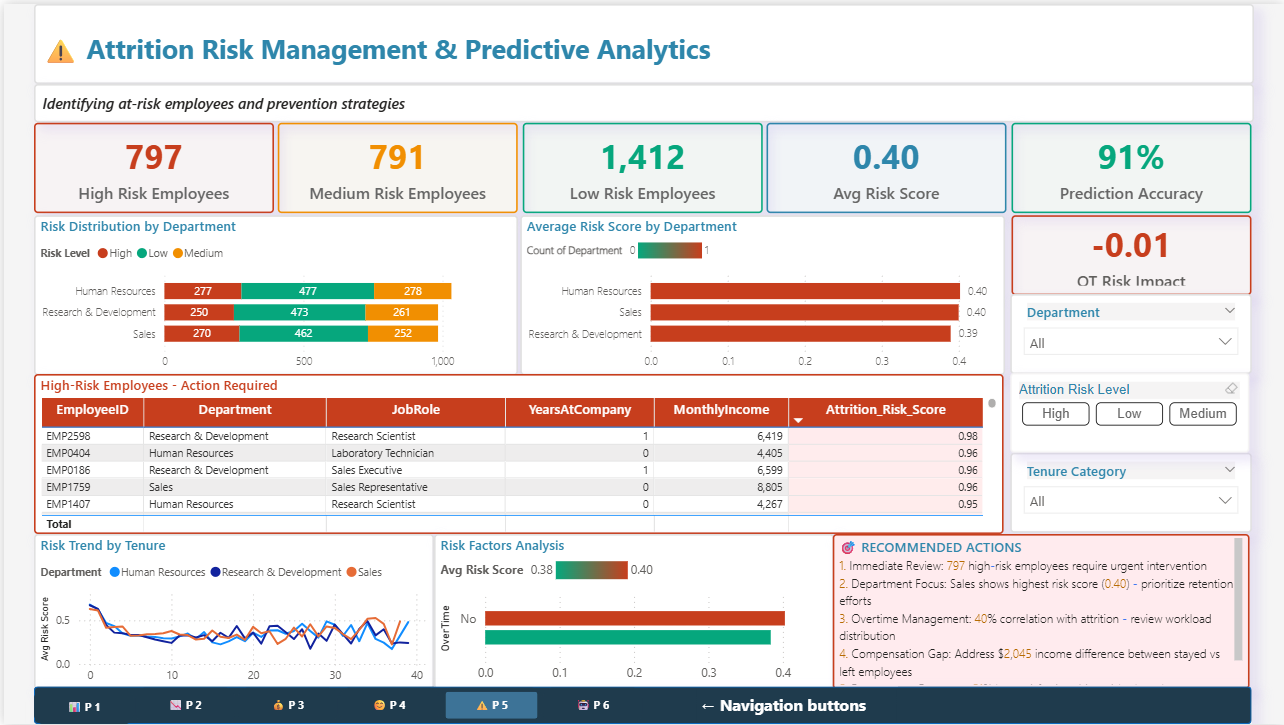 Attrition Risk Management & Predictive Analytics
Identifying at-risk employees and prevention strategies
797
High Risk Employees
791
Medium Risk Employees
1,412
Low Risk Employees
0.40
Avg Risk Score
91%
Prediction Accuracy
Risk Distribution by Department
Risk Level High Low Medium
Human Resources 277 477 278
Research & Development 250 473 261
Sales 270 462 252
0 500 1,000
Average Risk Score by Department
Count of Department 0 1
Human Resources 0.40
Sales 0.40
Research & Development 0.39
0.0 0.1 0.2 0.3 0.4
-0.01
OT Risk Impact
Department
All
Attrition Risk Level
High Low Medium
Tenure Category
All
High-Risk Employees - Action Required
EmployeeID Department JobRole YearsAtCompany MonthlyIncome Attrition_Risk_Score
EMP2598 Research & Development Research Scientist 1 6,419 0.98
EMP0404 Human Resources Laboratory Technician 0 4,405 0.96
EMP0186 Research & Development Sales Executive 1 6,599 0.96
EMP1759 Sales Sales Representative 0 8,805 0.96
EMP1407 Human Resources Research Scientist 0 4,267 0.95
Total
Risk Trend by Tenure
Department Human Resources Research & Development Sales
Avg Risk Score
0.5
0.0
0 10 20 30 40
Risk Factors Analysis
Avg Risk Score 0.38 0.40
OverTime
No
0.0 0.1 0.2 0.3 0.4
RECOMMENDED ACTIONS
1. Immediate Review: 797 high-risk employees require urgent intervention
2. Department Focus: Sales shows highest risk score (0.40) - prioritize retention
efforts
3. Overtime Management: 40% correlation with attrition - review workload
distribution
4. Compensation Gap: Address $2,045 income difference between stayed vs
left employees
P 1 P 2 P 3 P 4 P 5 P 6 ← Navigation buttons